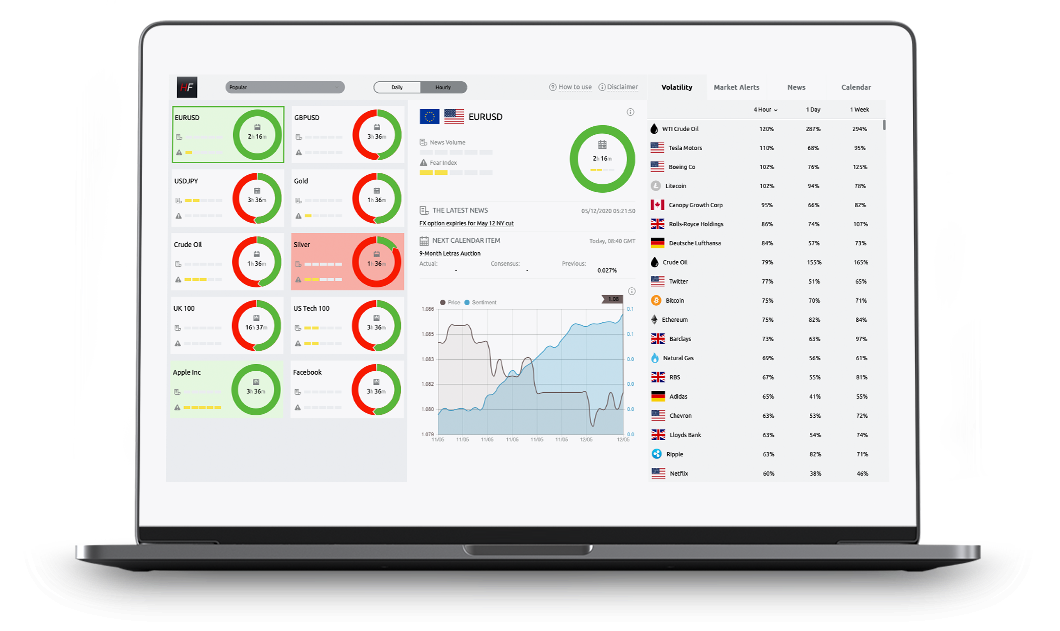 HF
Popular
Daily
Hourly
How to use
Disclaimer
EURUSD
2h 16m
GBPUSD
3h 36m
USDJPY
3h 36m
Gold
1h 36m
Crude Oil
1h 36m
Silver
1h 36m
UK 100
16h 37m
US Tech 100
3h 36m
Apple Inc
3h 36m
Facebook
3h 36m
EURUSD
News Volume
Fear Index
2h 16m
THE LATEST NEWS
05/12/2020 05:21:50
FX option expiries for May 12 NY cut
NEXT CALENDAR ITEM
Today, 08:40 GMT
9-Month Letras Auction
Actual: Consensus: Previous:
- - 0.027%
Price Sentiment
1.08
1.086 0.1
1.085 0.1
1.083 0.0
1.082 0.0
1.080 0.0
1.079 0.0
11/05 11/05 11/05 11/05 11/05 12/05 12/05 12/05
Volatility Market Alerts News Calendar
4 Hour 1 Day 1 Week
WTI Crude Oil 120% 287% 294%
Tesla Motors 110% 68% 95%
Boeing Co 102% 76% 125%
Litecoin 102% 94% 78%
Canopy Growth Corp 95% 66% 82%
Rolls-Royce Holdings 86% 74% 107%
Deutsche Lufthansa 84% 57% 73%
Crude Oil 79% 155% 165%
Twitter 77% 51% 65%
Bitcoin 75% 70% 71%
Ethereum 75% 82% 84%
Barclays 73% 63% 97%
Natural Gas 69% 56% 61%
RBS 67% 55% 81%
Adidas 65% 41% 55%
Chevron 63% 53% 72%
Lloyds Bank 63% 54% 74%
Ripple 63% 82% 71%
Netflix 60% 38% 46%